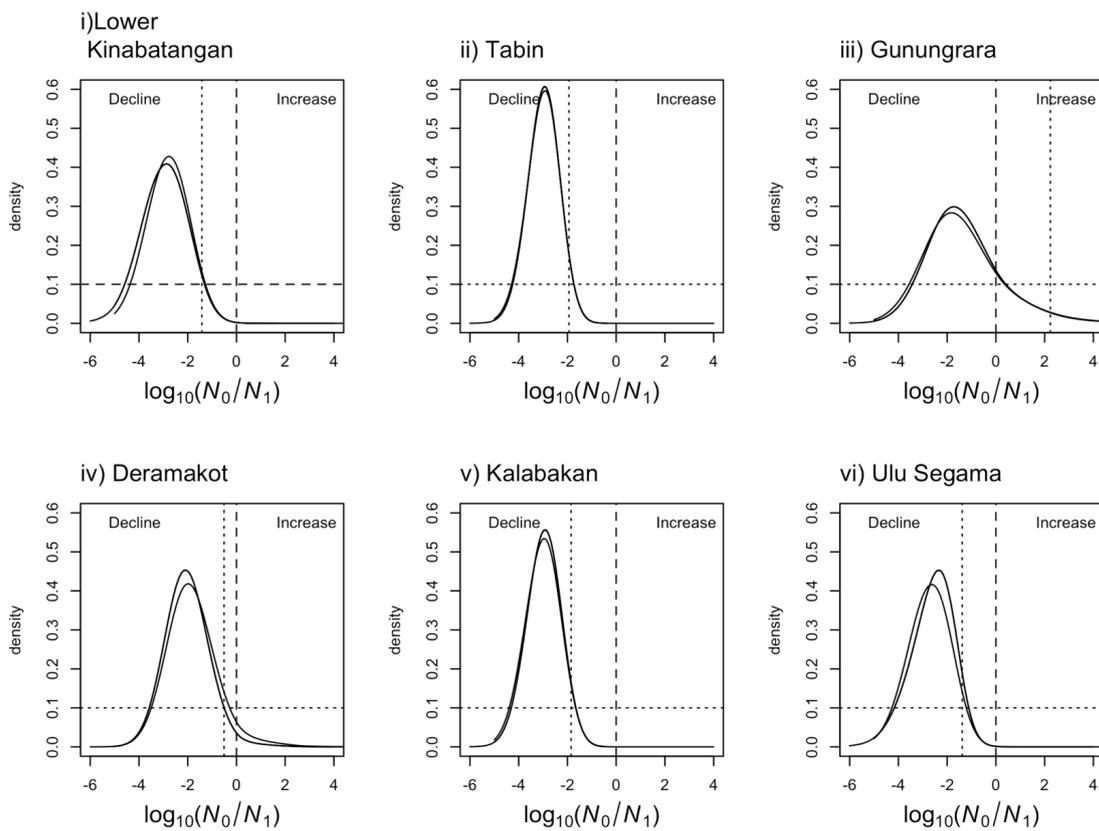 i)Lower
Kinabatangan
ii) Tabin
iii) Gunungrara
0.6
0.5
0.4
0.3
0.2
0.1
0.0
density
Decline
Increase
-6 -4 -2 0 2 4
log10(N0/N1)
0.6
0.5
0.4
0.3
0.2
0.1
0.0
density
Decline
Increase
-6 -4 -2 0 2 4
log10(N0/N1)
0.6
0.5
0.4
0.3
0.2
0.1
0.0
density
Decline
Increase
-6 -4 -2 0 2 4
log10(N0/N1)
iv) Deramakot
v) Kalabakan
vi) Ulu Segama
0.6
0.5
0.4
0.3
0.2
0.1
0.0
density
Decline
Increase
-6 -4 -2 0 2 4
log10(N0/N1)
0.6
0.5
0.4
0.3
0.2
0.1
0.0
density
Decline
Increase
-6 -4 -2 0 2 4
log10(N0/N1)
0.6
0.5
0.4
0.3
0.2
0.1
0.0
density
Decline
Increase
-6 -4 -2 0 2 4
log10(N0/N1)